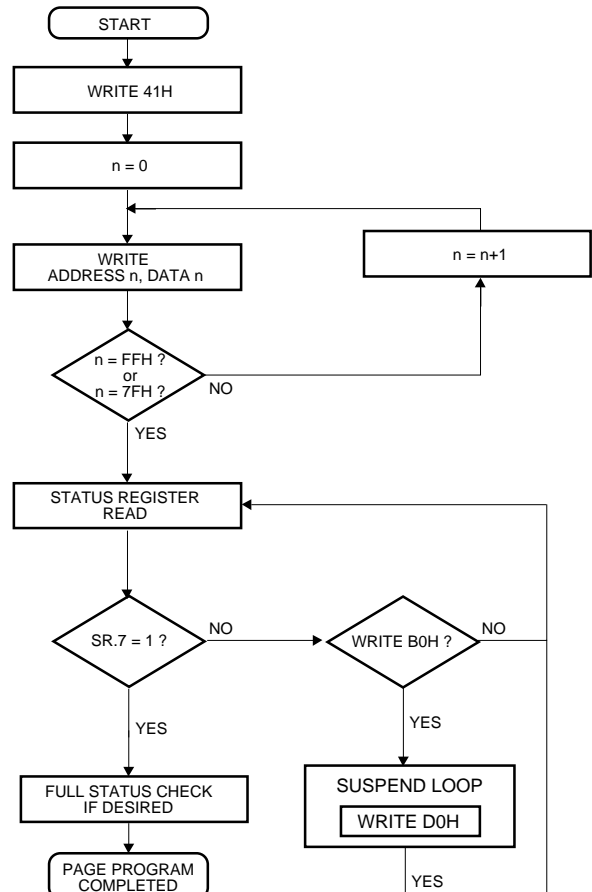 START
WRITE 41H
n = 0
WRITE
ADDRESS n, DATA n
n = n+1
n = FFH ?
or
n = 7FH ?
NO
YES
STATUS REGISTER
READ
SR.7 = 1 ?
NO
WRITE B0H ?
NO
YES
YES
FULL STATUS CHECK
IF DESIRED
SUSPEND LOOP
WRITE D0H
PAGE PROGRAM
COMPLETED
YES